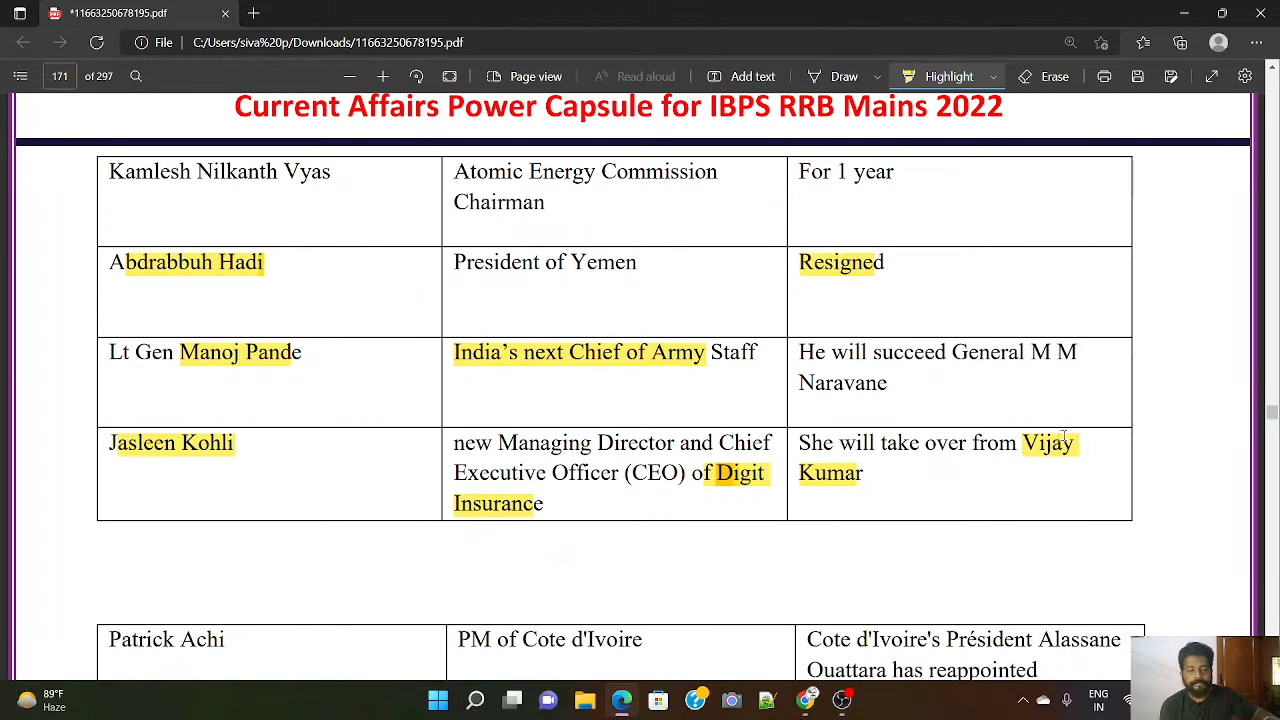 *11663250678195.pdf
File
C:/Users/siva%20p/Downloads/11663250678195.pdf
171 of 297
Page view
Read aloud
Add text
Draw
Highlight
Erase
Current Affairs Power Capsule for IBPS RRB Mains 2022
Kamlesh Nilkanth Vyas
Atomic Energy Commission
Chairman
For 1 year
Abdrabbuh Hadi
President of Yemen
Resigned
Lt Gen Manoj Pande
India's next Chief of Army Staff
He will succeed General M M
Naravane
Jasleen Kohli
new Managing Director and Chief
Executive Officer (CEO) of Digit
Insurance
She will take over from Vijay
Kumar
Patrick Achi
PM of Cote d'Ivoire
Cote d'Ivoire's Président Alassane
Ouattara has reappointed
89°F
Haze
ENG
IN